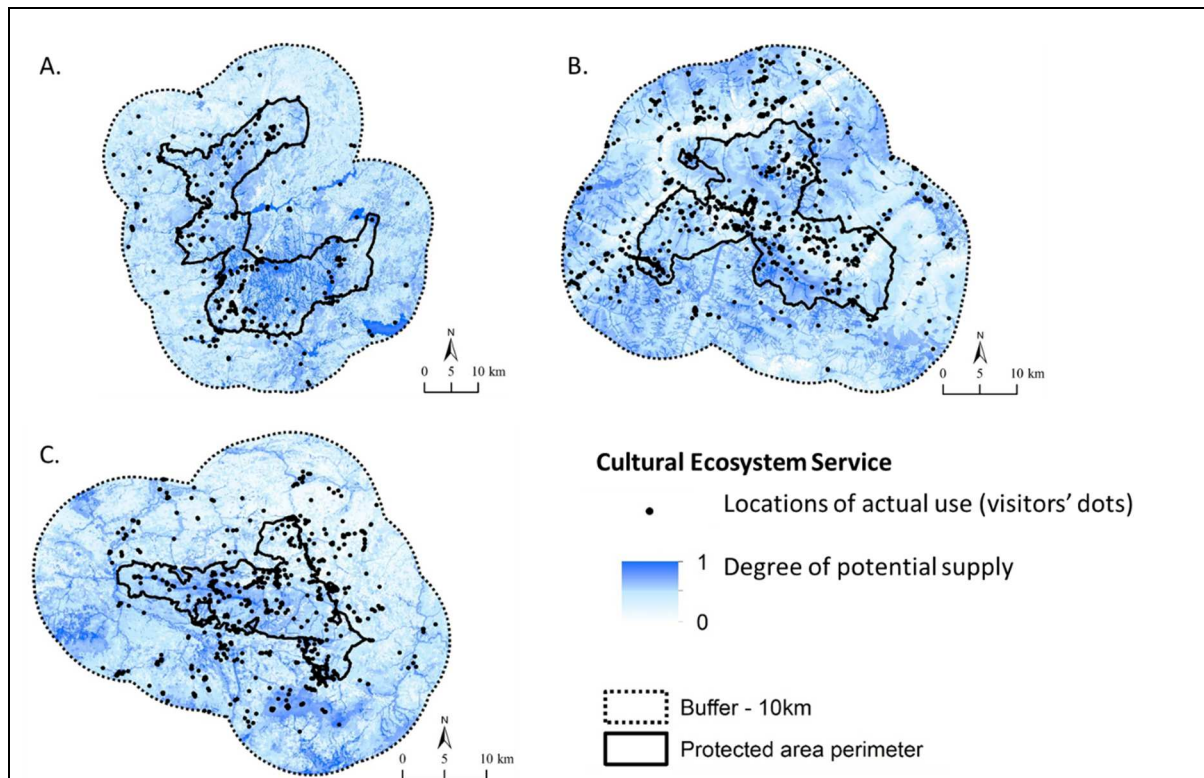 A.
B.
N
0 5 10 km
N
0 5 10 km
C.
N
0 5 10 km
Cultural Ecosystem Service
Locations of actual use (visitors' dots)
1
Degree of potential supply
0
Buffer - 10km
Protected area perimeter